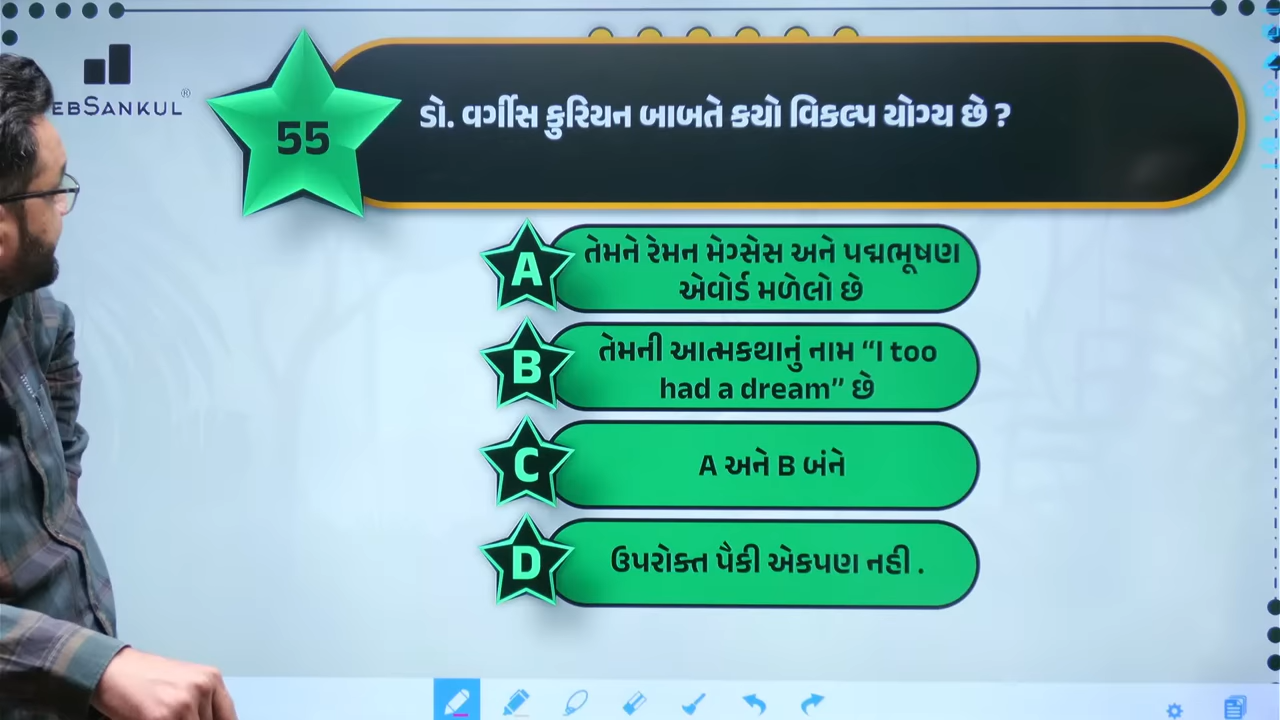 EBSANKUL®
55
ડો. વર્ગીસ કુરિયન બાબતે કયો વિકલ્પ યોગ્ય છે ?
A
તેમને રેમન મેગ્સેસ અને પદ્મભૂષણ
એવોર્ડ મળેલો છે
B
તેમની આત્મકથાનું નામ “I too
had a dream” છે
C
A અને B બંને
D
ઉપરોક્ત પૈકી એકપણ નહી .